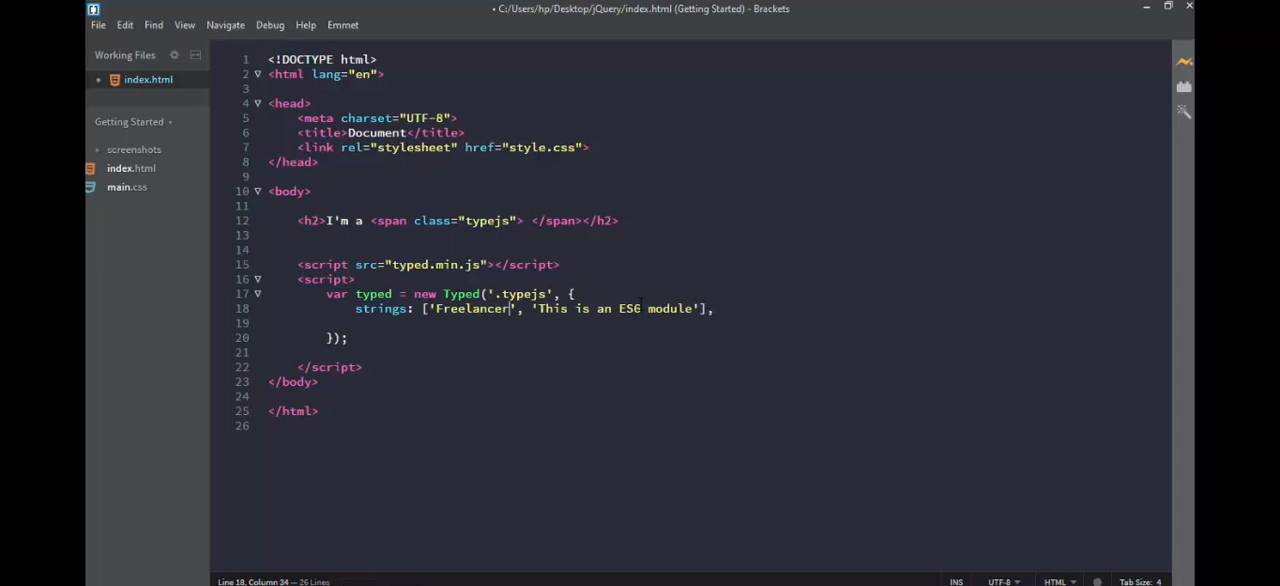 • C:/Users/hp/Desktop/jQuery/index.html (Getting Started) - Brackets
File Edit Find View Navigate Debug Help Emmet
Working Files
• index.html
Getting Started
screenshots
index.html
main.css
1 <!DOCTYPE html>
2 <html lang="en">
3
4 <head>
5 <meta charset="UTF-8">
6 <title>Document</title>
7 <link rel="stylesheet" href="style.css">
8 </head>
9
10 <body>
11
12 <h2>I'm a <span class="typejs"> </span></h2>
13
14
15 <script src="typed.min.js"></script>
16 <script>
17 var typed = new Typed('.typejs', {
18 strings: ['Freelancer', 'This is an ES6 module'],
19
20 });
21
22 </script>
23 </body>
24
25 </html>
26
Line 18, Column 34 — 26 Lines
INS UTF-8 HTML Tab Size: 4